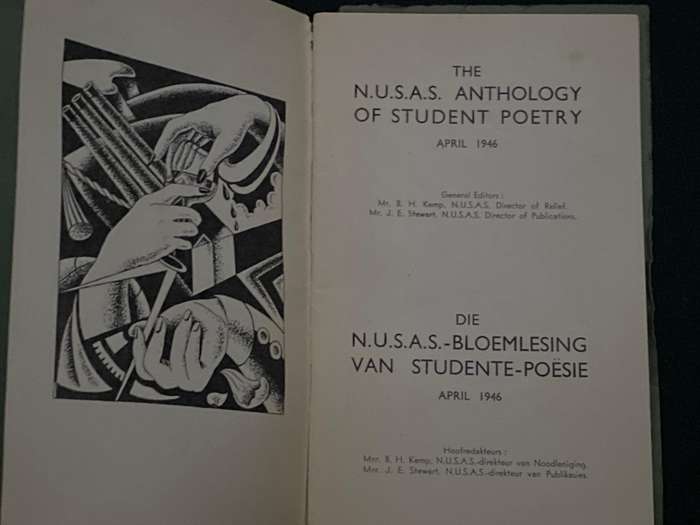 THE
N.U.S.A.S. ANTHOLOGY
OF STUDENT POETRY
APRIL 1946
General Editors :
Mr. B. H. Kemp, N.U.S.A.S. Director of Relief.
Mr. J. E. Stewart, N.U.S.A.S. Director of Publications.
DIE
N.U.S.A.S.-BLOEMLESING
VAN STUDENTE-POËSIE
APRIL 1946
Hoofredakteurs :
Mnr. B. H. Kemp, N.U.S.A.S.-direkteur van Noodleniging.
Mnr. J. E. Stewert, N.U.S.A.S.-direkteur van Publikasies.